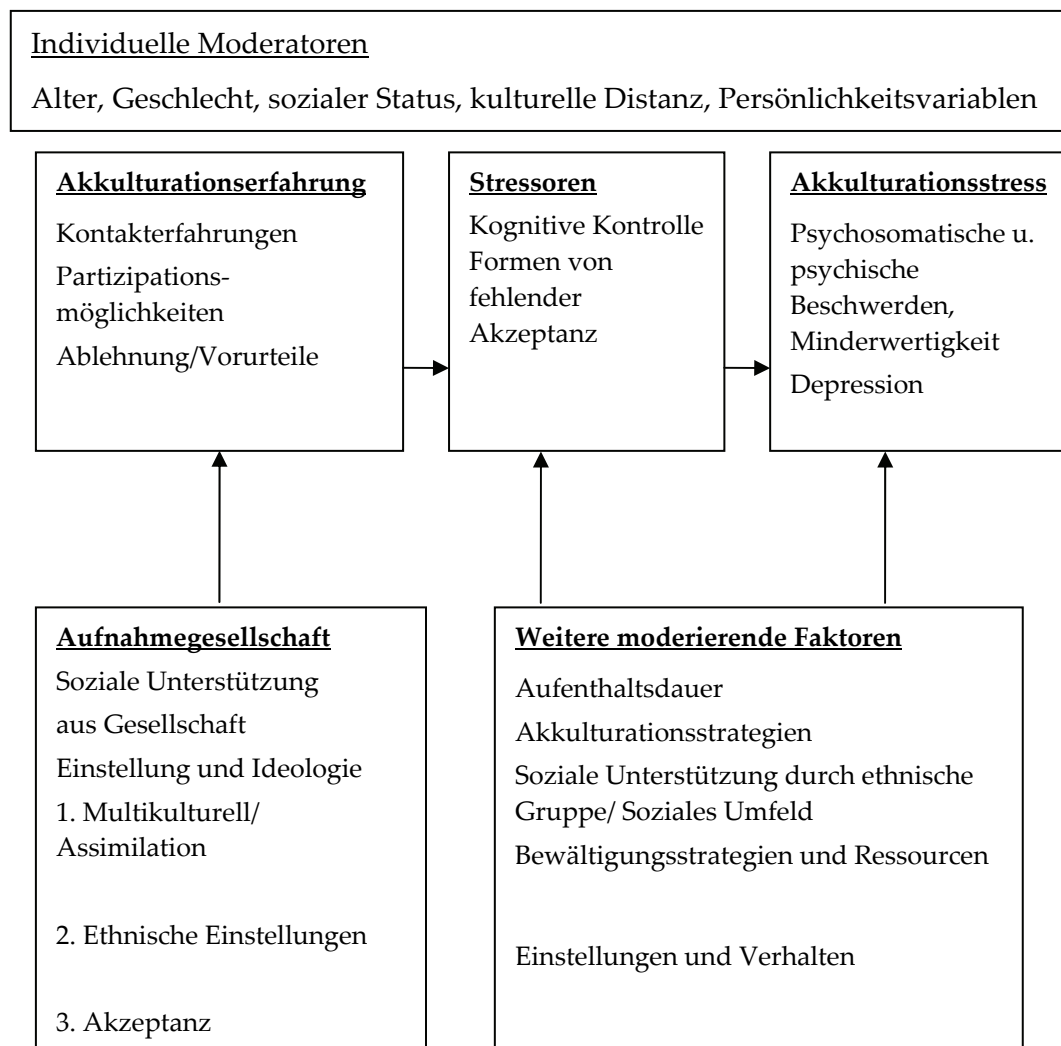 Individuelle Moderatoren
Alter, Geschlecht, sozialer Status, kulturelle Distanz, Persönlichkeitsvariablen
Akkulturationserfahrung
Kontakterfahrungen
Partizipations-
möglichkeiten
Ablehnung/Vorurteile
Stressoren
Kognitive Kontrolle
Formen von
fehlender
Akzeptanz
Akkulturationsstress
Psychosomatische u.
psychische
Beschwerden,
Minderwertigkeit
Depression
Aufnahmegesellschaft
Soziale Unterstützung
aus Gesellschaft
Einstellung und Ideologie
1. Multikulturell/
Assimilation
2. Ethnische Einstellungen
3. Akzeptanz
Weitere moderierende Faktoren
Aufenthaltsdauer
Akkulturationsstrategien
Soziale Unterstützung durch ethnische
Gruppe/ Soziales Umfeld
Bewältigungsstrategien und Ressourcen
Einstellungen und Verhalten